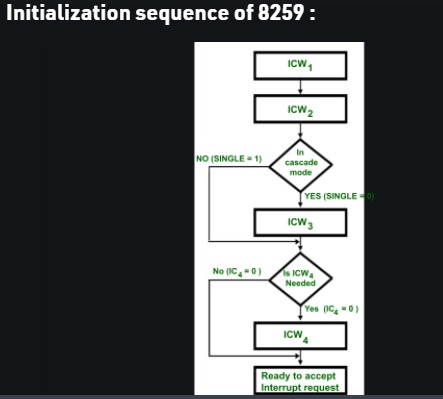 Initialization sequence of 8259 :
ICW1
ICW2
In
cascade
mode
NO (SINGLE = 1)
YES (SINGLE = 0)
ICW3
Is ICW4
Needed
No (IC4 = 0)
Yes (IC4 = 0)
ICW4
Ready to accept
Interrupt request